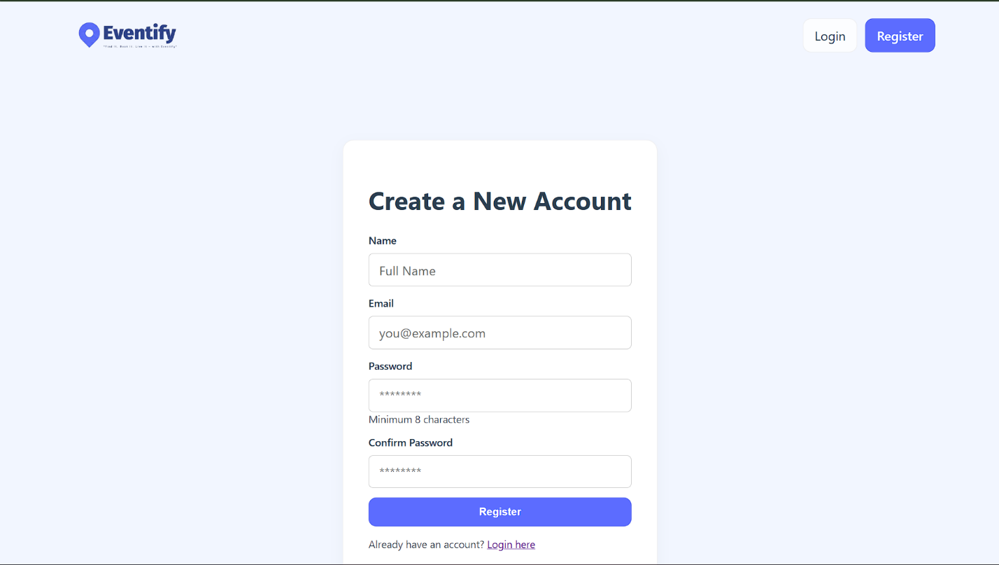 Eventify
"Find it. Book it. Live it – with Eventify"
Login
Register
Create a New Account
Name
Full Name
Email
you@example.com
Password
********
Minimum 8 characters
Confirm Password
********
Register
Already have an account? Login here